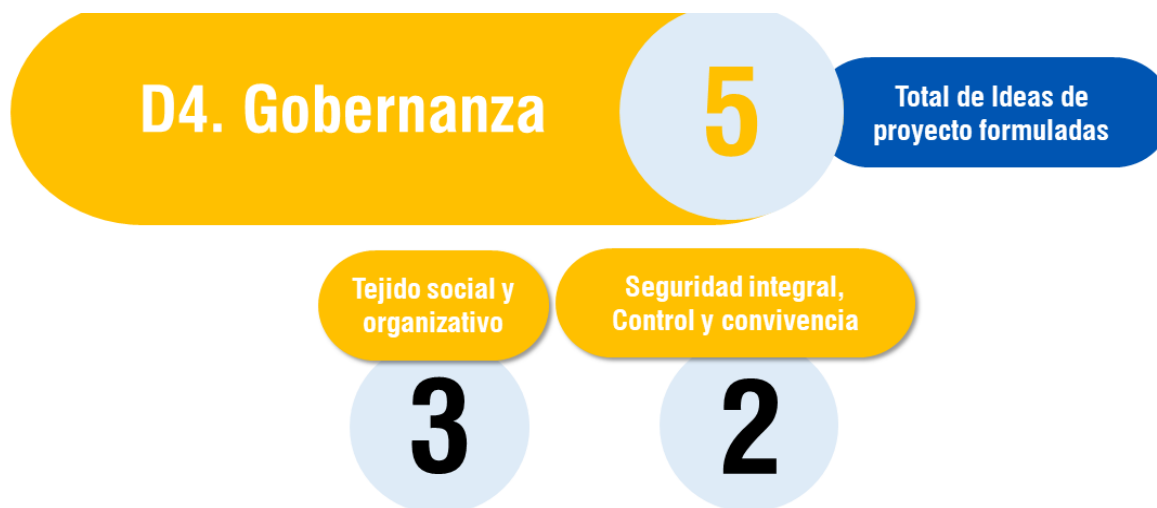 D4. Gobernanza
5
Total de Ideas de
proyecto formuladas
Tejido social y
organizativo
3
Seguridad integral,
Control y convivencia
2